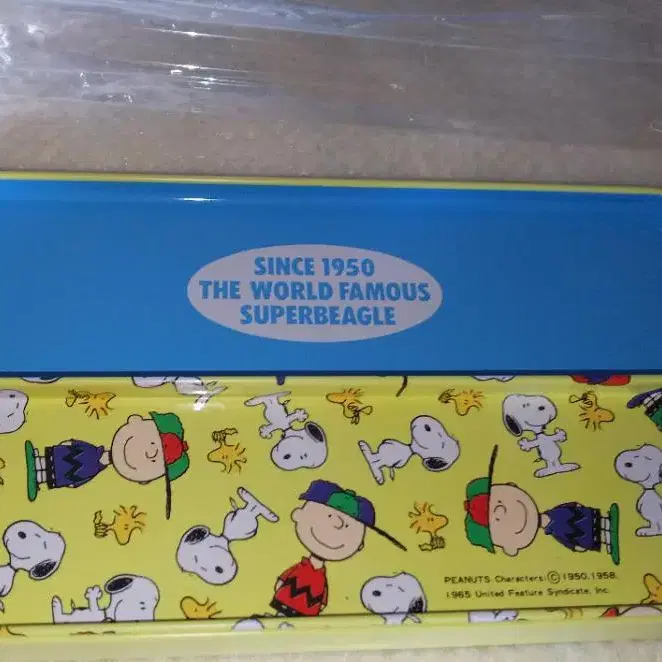 SINCE 1950
THE WORLD FAMOUS
SUPERBEAGLE
PEANUTS Characters: © 1950, 1958,
1965 United Feature Syndicate, Inc.